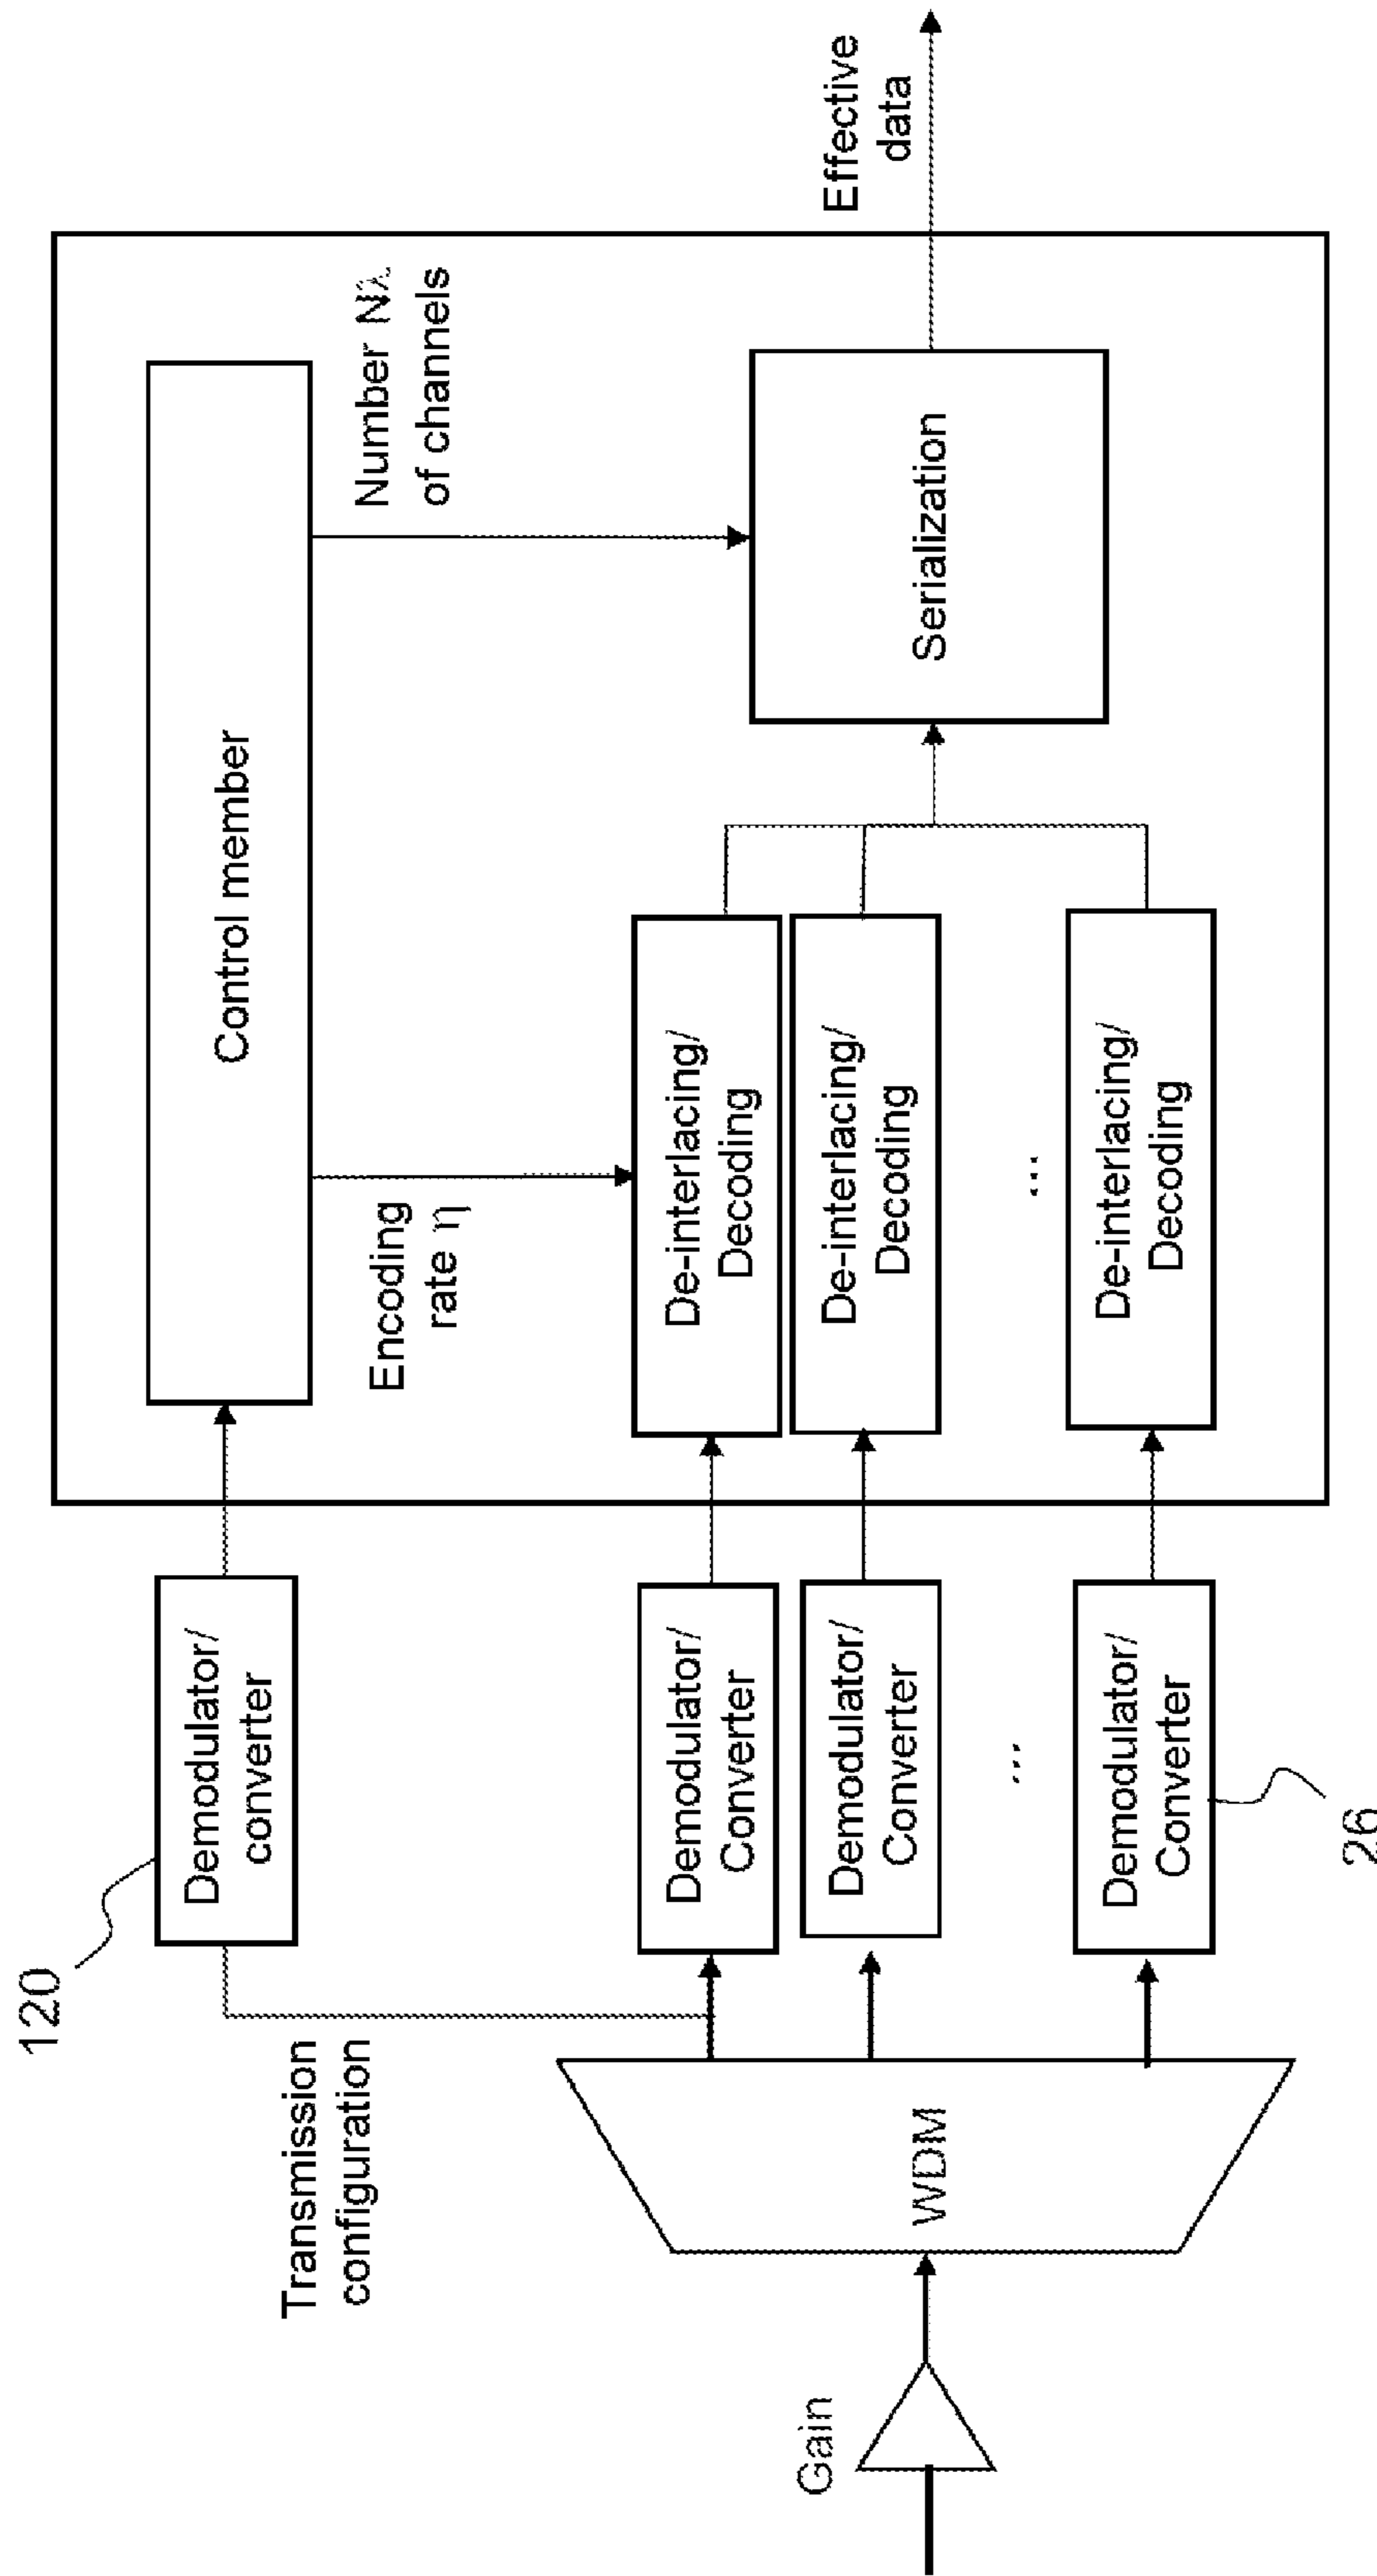 120
Transmission
configuration
Demodulator/
converter
Control member
Encoding
rate η
Number Nλ
of channels
Gain
WDM
Demodulator/
Converter
Demodulator/
Converter
...
Demodulator/
Converter
26
De-interlacing/
Decoding
De-interlacing/
Decoding
...
De-interlacing/
Decoding
Serialization
Effective
data